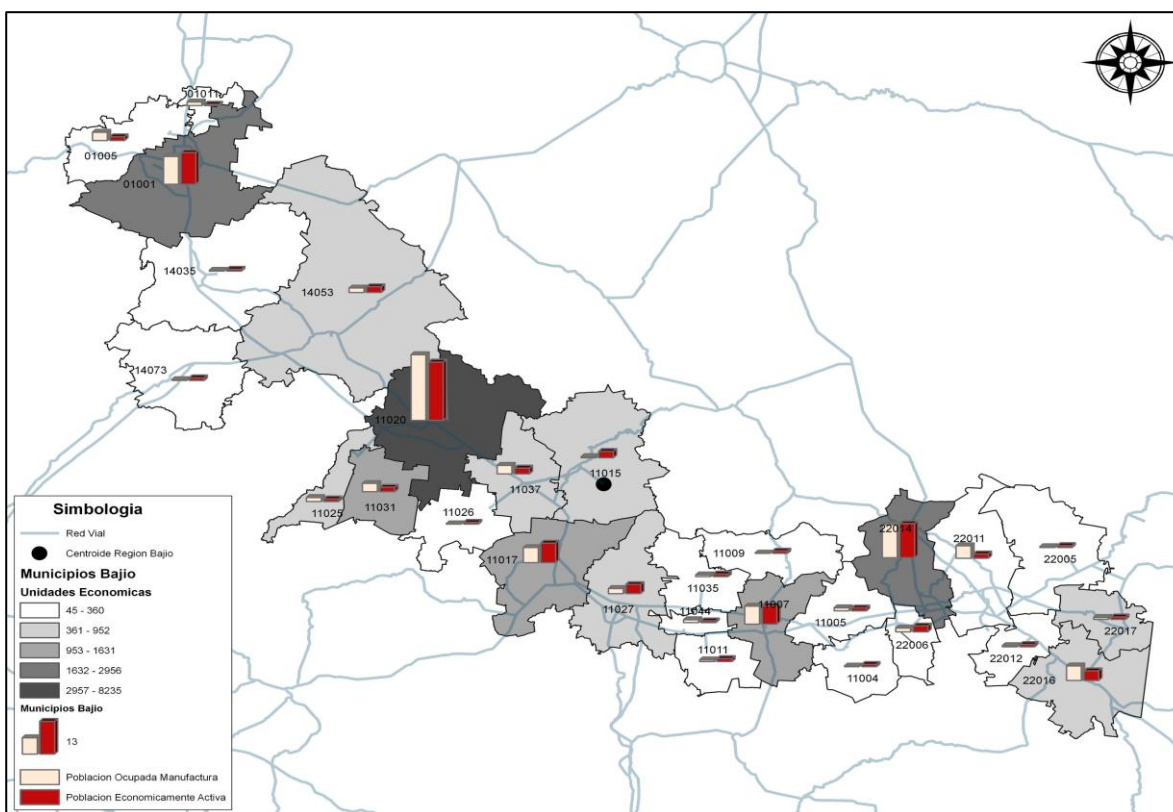 01011
01005
01001
14035
14053
14073
11020
11015
11037
11025
11031
11026
11017
11009
11035
11027
11044
11007
11005
11011
11004
22014
22011
22005
22006
22017
22012
22016
Simbologia
Red Vial
Centroide Region Bajio
Municipios Bajio
Unidades Economicas
45 - 360
361 - 952
953 - 1631
1632 - 2956
2957 - 8235
Municipios Bajio
13
Poblacion Ocupada Manufactura
Poblacion Economicamente Activa